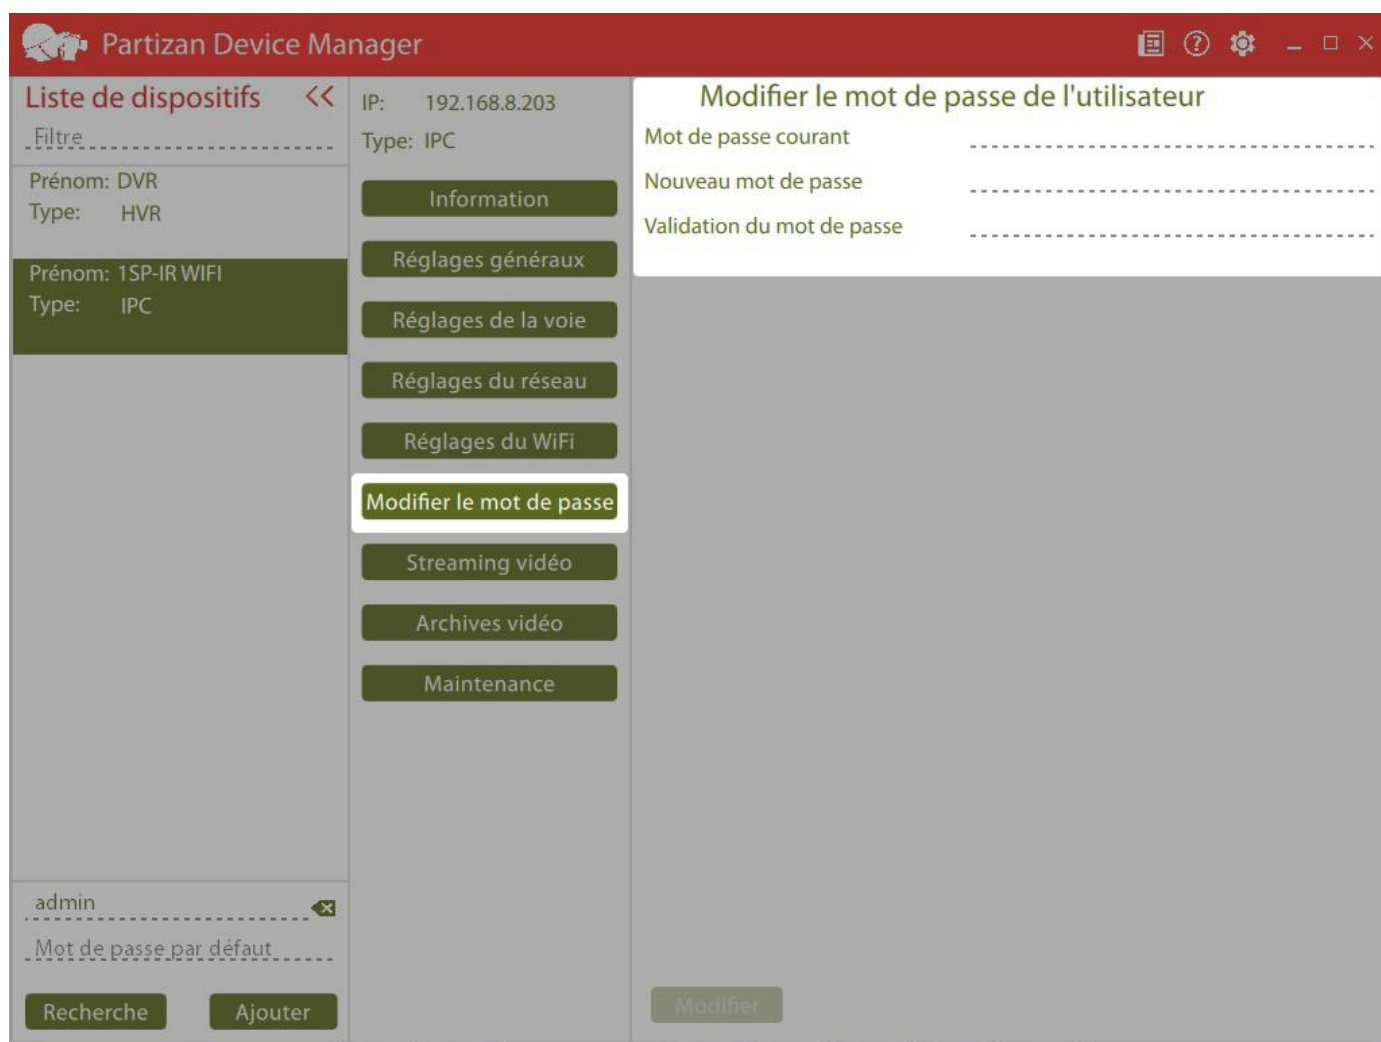 Partizan Device Manager
Liste de dispositifs <<
Filtre
Prénom: DVR
Type: HVR
Prénom: 1SP-IR WIFI
Type: IPC
admin
Mot de passe par défaut
Recherche
Ajouter
IP: 192.168.8.203
Type: IPC
Information
Réglages généraux
Réglages de la voie
Réglages du réseau
Réglages du WiFi
Modifier le mot de passe
Streaming vidéo
Archives vidéo
Maintenance
Modifier le mot de passe de l'utilisateur
Mot de passe courant
Nouveau mot de passe
Validation du mot de passe
Modifier